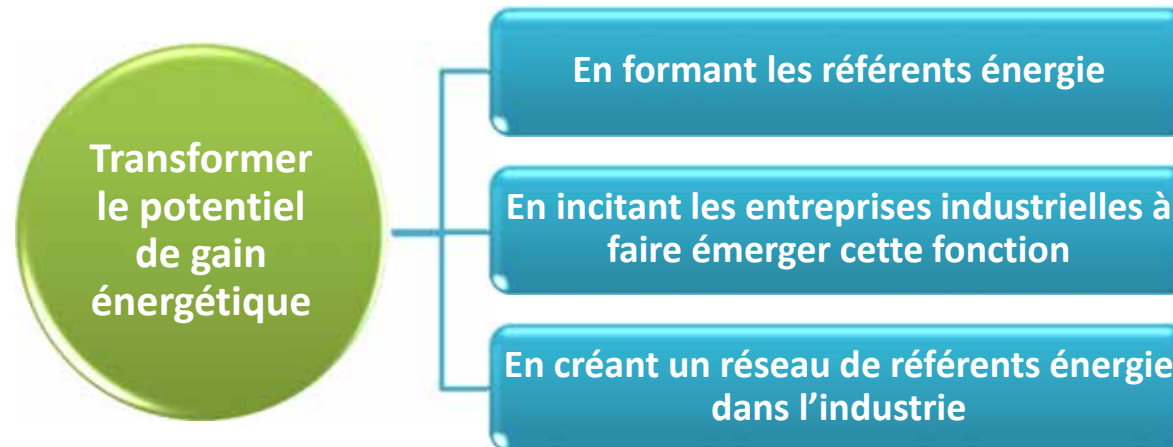 Transformer
le potentiel
de gain
énergétique
En formant les référents énergie
En incitant les entreprises industrielles à
faire émerger cette fonction
En créant un réseau de référents énergie
dans l’industrie